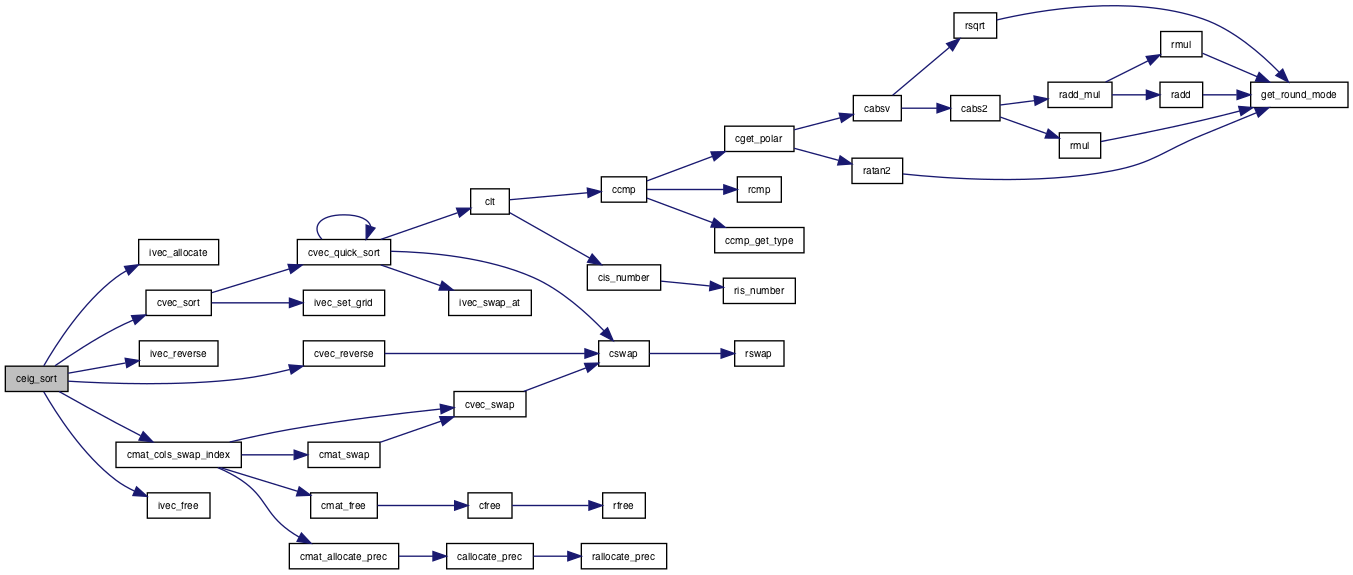 rsqrt
rmul
radd_mul
radd
get_round_mode
cabsv
cabs2
cget_polar
rmul
ratan2
clt
ccmp
rcmp
ccmp_get_type
ivec_allocate
cvec_quick_sort
cis_number
ris_number
cvec_sort
ivec_set_grid
ivec_swap_at
ivec_reverse
cvec_reverse
cswap
rswap
ceig_sort
cvec_swap
cmat_cols_swap_index
cmat_swap
ivec_free
cmat_free
cfree
rfree
cmat_allocate_prec
callocate_prec
rallocate_prec